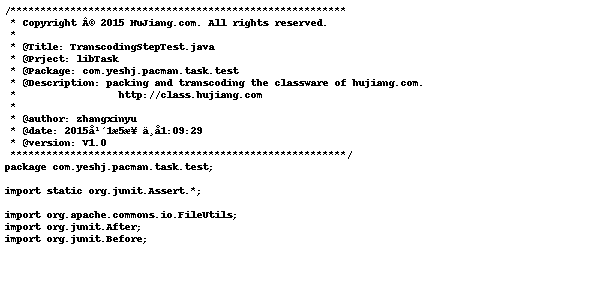 /*********************************************************
 * Copyright Â© 2015 HuJiang.com. All rights reserved.
 *
 * @Title: TranscodingStepTest.java
 * @Prject: libTask
 * @Package: com.yeshj.pacman.task.test
 * @Description: packing and transcoding the classware of hujiang.com.
 *                 http://class.hujiang.com
 *
 * @author: zhangxinyu
 * @date: 2015å¹´1æ5æ¥ ä¸å1:09:29
 * @version: V1.0
 *********************************************************/
package com.yeshj.pacman.task.test;

import static org.junit.Assert.*;

import org.apache.commons.io.FileUtils;
import org.junit.After;
import org.junit.Before;